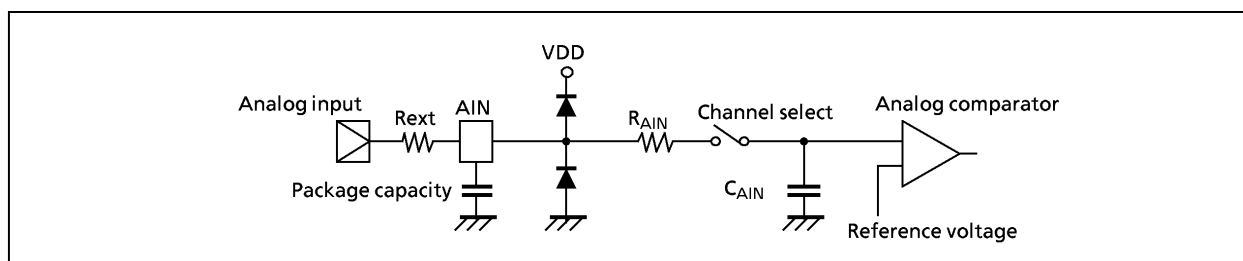 VDD
Analog input
Rext
AIN
RAIN
Channel select
Analog comparator
Package capacity
CAIN
Reference voltage